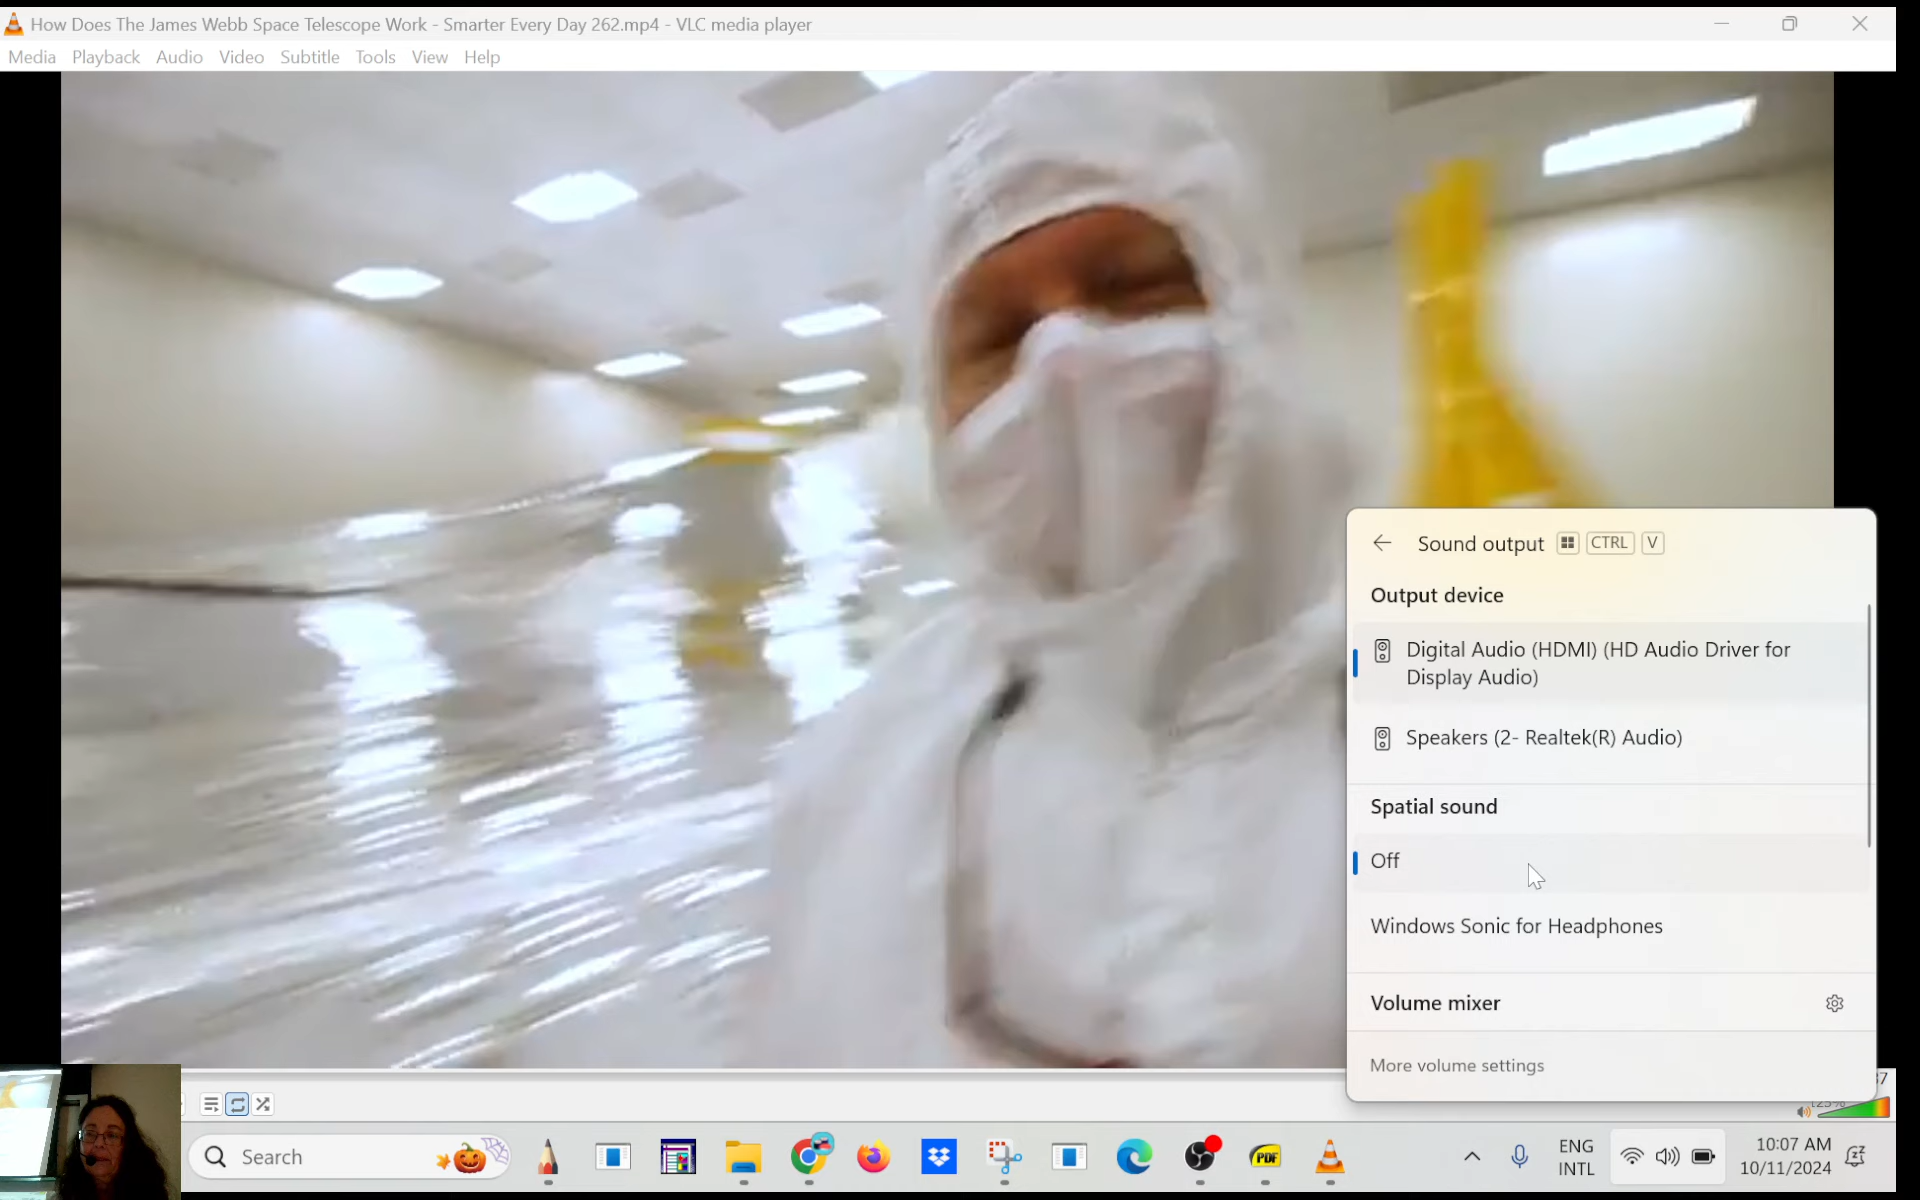 How Does The James Webb Space Telescope Work - Smarter Every Day 262.mp4 - VLC media player
Media Playback Audio Video Subtitle Tools View Help
Sound output CTRL V
Output device
Digital Audio (HDMI) (HD Audio Driver for
Display Audio)
Speakers (2- Realtek(R) Audio)
Spatial sound
Off
Windows Sonic for Headphones
Volume mixer
More volume settings
Search
PDF
ENG
INTL
10:07 AM
10/11/2024